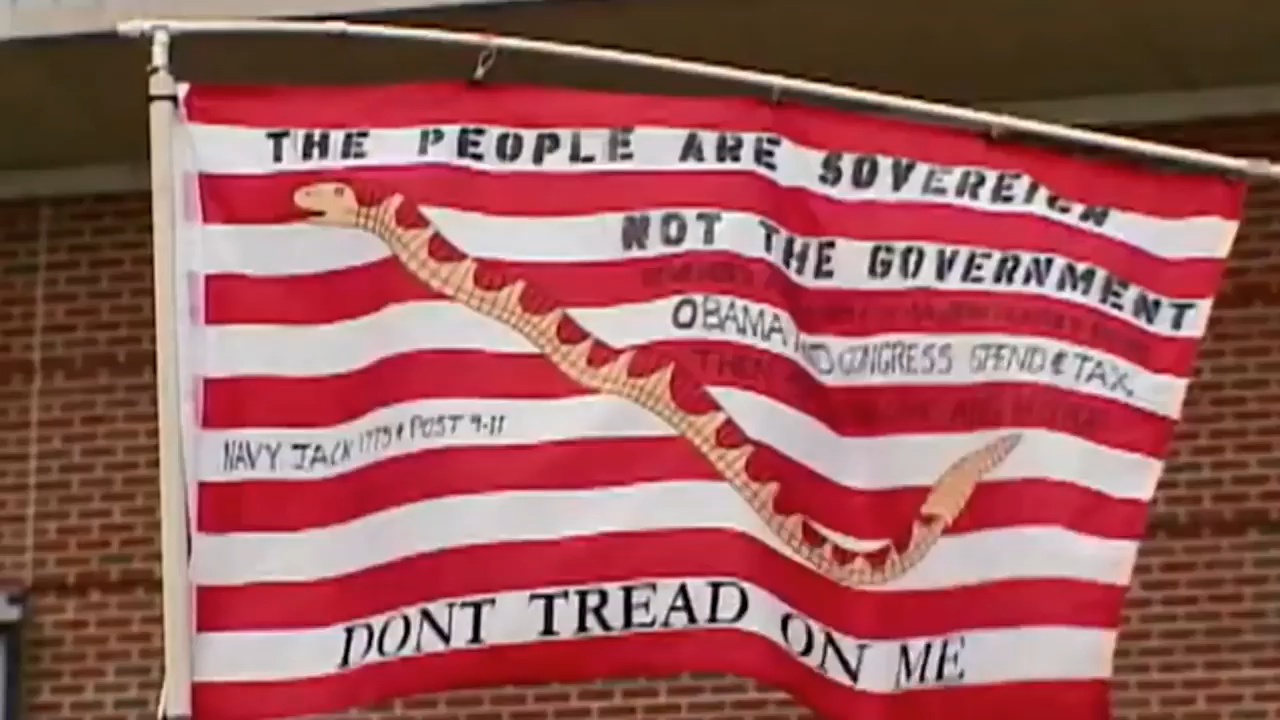 THE PEOPLE ARE SOVEREIGN
NOT THE GOVERNMENT
OBAMA AND CONGRESS SPEND & TAX
NAVY JACK 1775 & POST 9-11
DONT TREAD ON ME